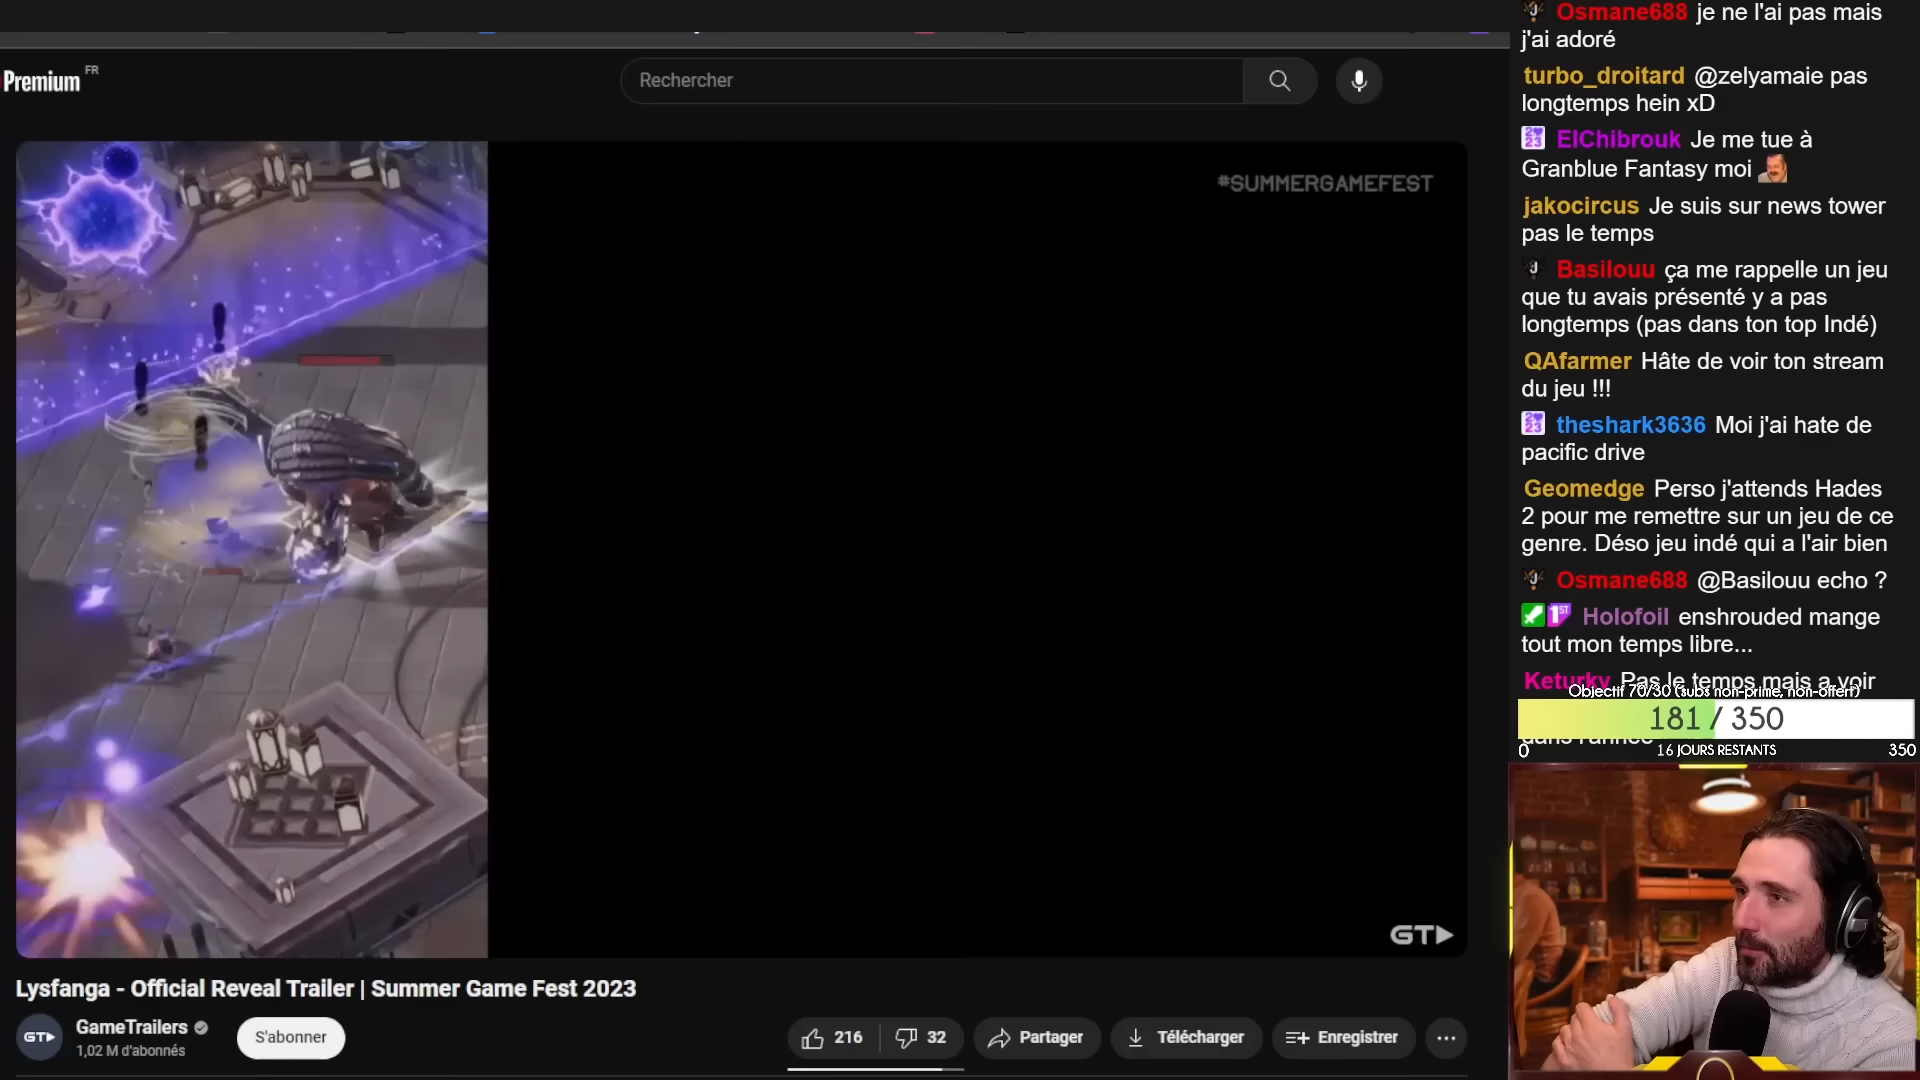 Premium FR
Rechercher
#SUMMERGAMEFEST
GT
Lysfanga - Official Reveal Trailer | Summer Game Fest 2023
GT
GameTrailers
1,02 M d'abonnés
S'abonner
216
32
Partager
Télécharger
Enregistrer
Osmane688 je ne l'ai pas mais
j'ai adoré
turbo_droitard @zelyamaie pas
longtemps hein xD
ElChibrouk Je me tue à
Granblue Fantasy moi
jakocircus Je suis sur news tower
pas le temps
Basilouu ça me rappelle un jeu
que tu avais présenté y a pas
longtemps (pas dans ton top Indé)
QAfarmer Hâte de voir ton stream
du jeu !!!
theshark3636 Moi j'ai hate de
pacific drive
Geomedge Perso j'attends Hades
2 pour me remettre sur un jeu de ce
genre. Déso jeu indé qui a l'air bien
Osmane688 @Basilouu echo ?
1ST Holofoil enshrouded mange
tout mon temps libre...
Keturky Pas le temps mais a voir
Objectif 70/30 (subs non-prime, non-offert)
181 / 350
0
16 JOURS RESTANTS
350